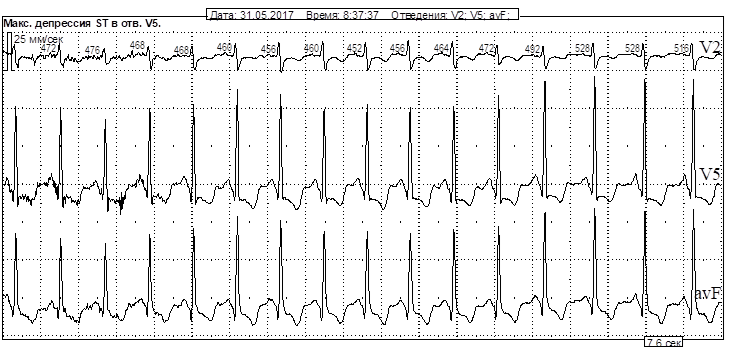 Дата: 31.05.2017 Время: 8:37:37 Отведения: V2; V5; avF;
Макс. депрессия ST в отв. V5.
25 мм/сек
472 476 468 468 468 456 460 452 456 464 472 492 528 528 516
V2
V5
avF
7.6 сек